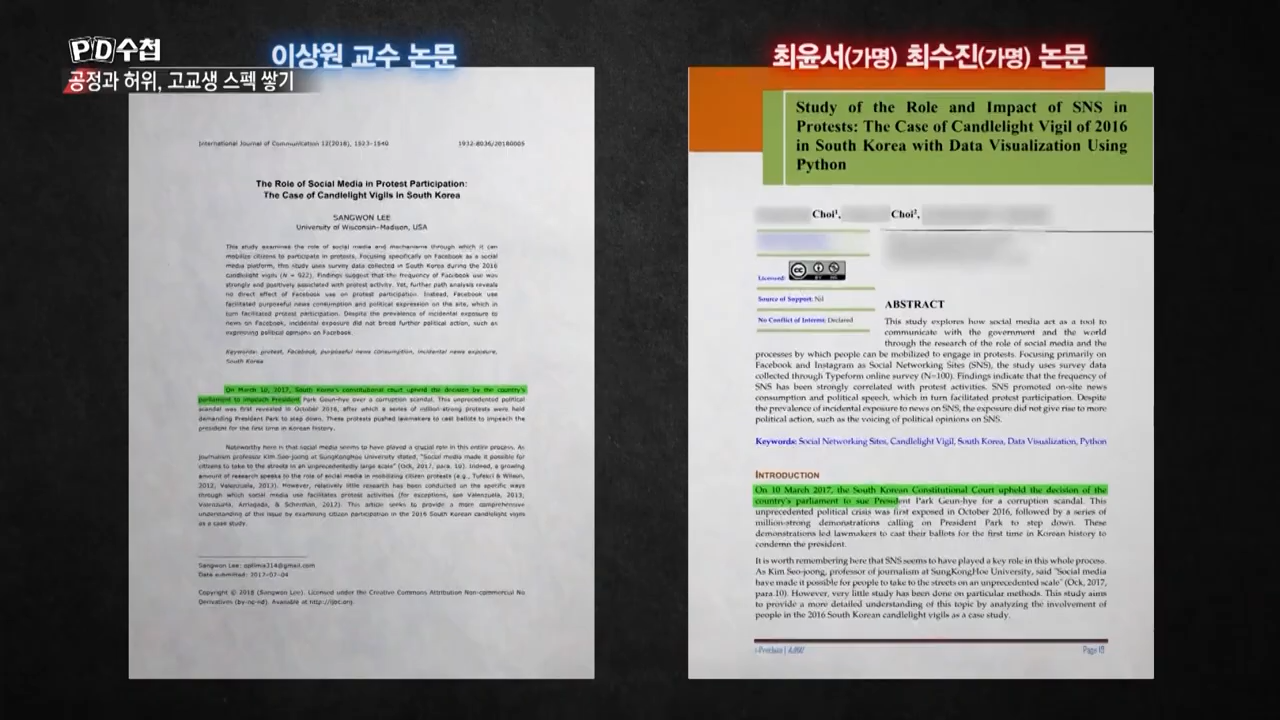 PD수첩
공정과 허위, 고교생 스펙 쌓기
이상원 교수 논문
International Journal of Communication 12(2018), 1523–1540 1932–8036/20180005
The Role of Social Media in Protest Participation:
The Case of Candlelight Vigils in South Korea
SANGWON LEE
University of Wisconsin–Madison, USA
This study examines the role of social media and mechanisms through which it can
mobilize citizens to participate in protests. Focusing specifically on Facebook as a social
media platform, this study uses survey data collected in South Korea during the 2016
candlelight vigils (N = 922). Findings suggest that the frequency of Facebook use was
strongly and positively associated with protest activity. Yet, further path analysis reveals
no direct effect of Facebook use on protest participation. Instead, Facebook use
facilitated purposeful news consumption and political expression on the site, which in
turn facilitated protest participation. Despite the prevalence of incidental exposure to
news on Facebook, incidental exposure did not breed further political action, such as
expressing political opinions on Facebook.
Keywords: protest, Facebook, purposeful news consumption, incidental news exposure,
South Korea
On March 10, 2017, South Korea's constitutional court upheld the decision by the country's
parliament to impeach President Park Geun-hye over a corruption scandal. This unprecedented political
scandal was first revealed in October 2016, after which a series of million-strong protests were held
demanding President Park to step down. These protests pushed lawmakers to cast ballots to impeach the
president for the first time in Korean history.
Noteworthy here is that social media seems to have played a crucial role in this entire process. As
journalism professor Kim Seo-joong at SungKongHoe University stated, "Social media made it possible for
citizens to take to the streets in an unprecedentedly large scale" (Ock, 2017, para. 10). Indeed, a growing
amount of research speaks to the role of social media in mobilizing citizen protests (e.g., Tufekci & Wilson,
2012; Valenzuela, 2013). However, relatively little research has been conducted on the specific ways
through which social media use facilitates protest activities (for exceptions, see Valenzuela, 2013;
Valenzuela, Arriagada, & Scherman, 2012). This article seeks to provide a more comprehensive
understanding of this issue by examining citizen participation in the 2016 South Korean candlelight vigils
as a case study.
Sangwon Lee: optimia314@gmail.com
Date submitted: 2017–07–04
Copyright © 2018 (Sangwon Lee). Licensed under the Creative Commons Attribution Non-commercial No
Derivatives (by-nc-nd). Available at http://ijoc.org.
최윤서(가명) 최수진(가명) 논문
Study of the Role and Impact of SNS in
Protests: The Case of Candlelight Vigil of 2016
in South Korea with Data Visualization Using
Python
Choi¹, Choi²,
Licensed:
Source of Support: Nil
No Conflict of Interest: Declared
ABSTRACT
This study explores how social media act as a tool to
communicate with the government and the world
through the research of the role of social media and the
processes by which people can be mobilized to engage in protests. Focusing primarily on
Facebook and Instagram as Social Networking Sites (SNS), the study uses survey data
collected through Typeform online survey (N=100). Findings indicate that the frequency of
SNS has been strongly correlated with protest activities. SNS promoted on-site news
consumption and political speech, which in turn facilitated protest participation. Despite
the prevalence of incidental exposure to news on SNS, the exposure did not give rise to more
political action, such as the voicing of political opinions on SNS.
Keywords: Social Networking Sites, Candlelight Vigil, South Korea, Data Visualization, Python
INTRODUCTION
On 10 March 2017, the South Korean Constitutional Court upheld the decision of the
country's parliament to sue President Park Geun-hye for a corruption scandal. This
unprecedented political crisis was first exposed in October 2016, followed by a series of
million-strong demonstrations calling on President Park to step down. These
demonstrations led lawmakers to cast their ballots for the first time in Korean history to
condemn the president.
It is worth remembering here that SNS seems to have played a key role in this whole process.
As Kim Seo-joong, professor of journalism at SungKongHoe University, said "Social media
have made it possible for people to take to the streets on an unprecedented scale" (Ock, 2017,
para.10). However, very little study has been done on particular methods. This study aims
to provide a more detailed understanding of this topic by analyzing the involvement of
people in the 2016 South Korean candlelight vigils as a case study.
Page 15